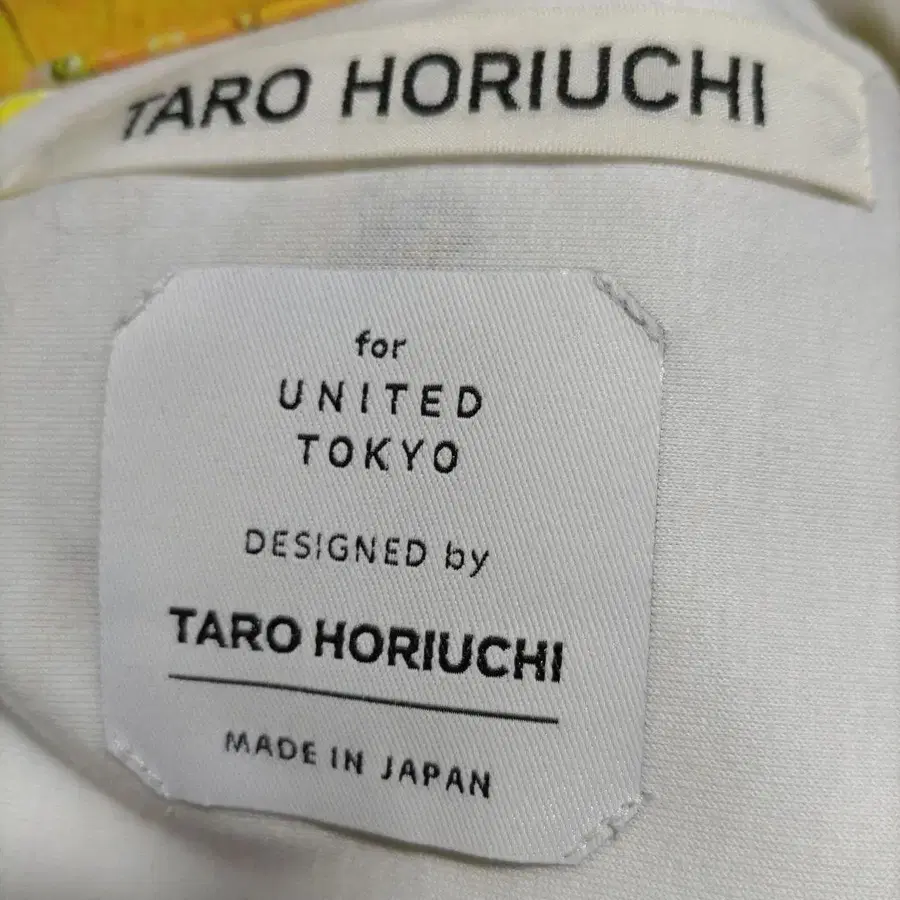 TARO HORIUCHI
for
UNITED
TOKYO
DESIGNED by
TARO HORIUCHI
MADE IN JAPAN